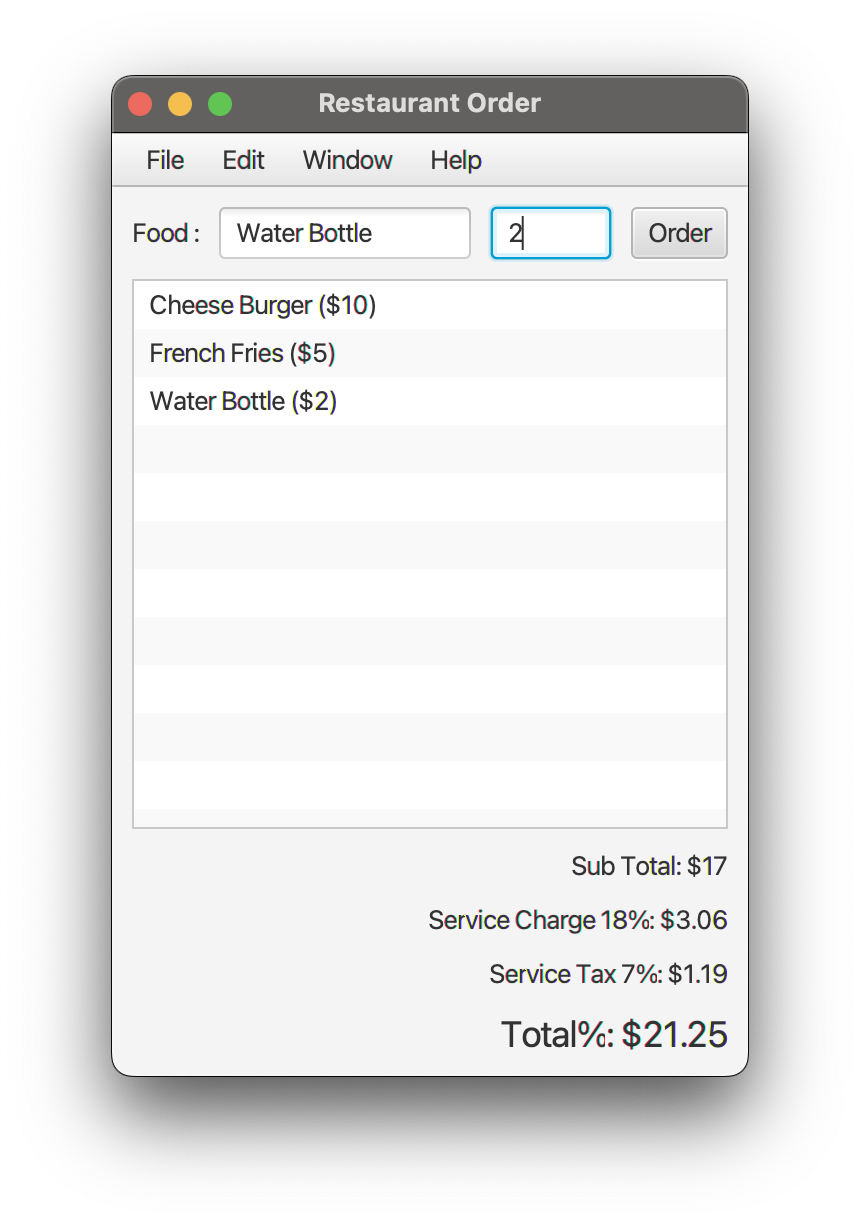 Restaurant Order
File Edit Window Help
Food : Water Bottle 2 Order
Cheese Burger ($10)
French Fries ($5)
Water Bottle ($2)
Sub Total: $17
Service Charge 18%: $3.06
Service Tax 7%: $1.19
Total%: $21.25